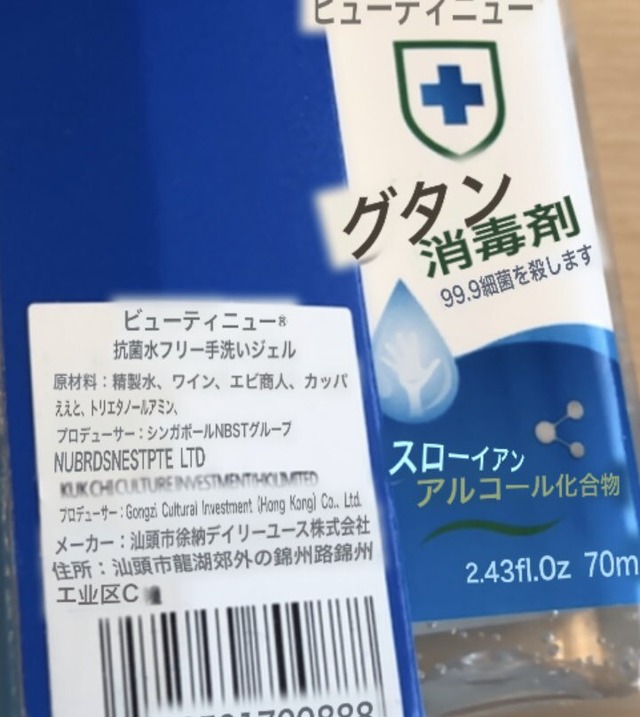 ビューティニュー
グタン
消毒剤
99.9細菌を殺します
スローイアン
アルコール化合物
2.43fl.Oz 70m
ビューティニュー®
抗菌水フリー手洗いジェル
原材料：精製水、ワイン、エビ商人、カッパ
ええと、トリエタノールアミン、
プロデューサー：シンガポールNBSTグループ
NUBRDSNESTPTE LTD
KUK CHI CULTURE INVESTMENT
プロデューサー：Gongzi Cultural Investment (Hong Kong) Co., Ltd.
メーカー：汕頭市徐納デイリーユース株式会社
住所：汕頭市龍湖郊外の錦州路錦州
工业区C